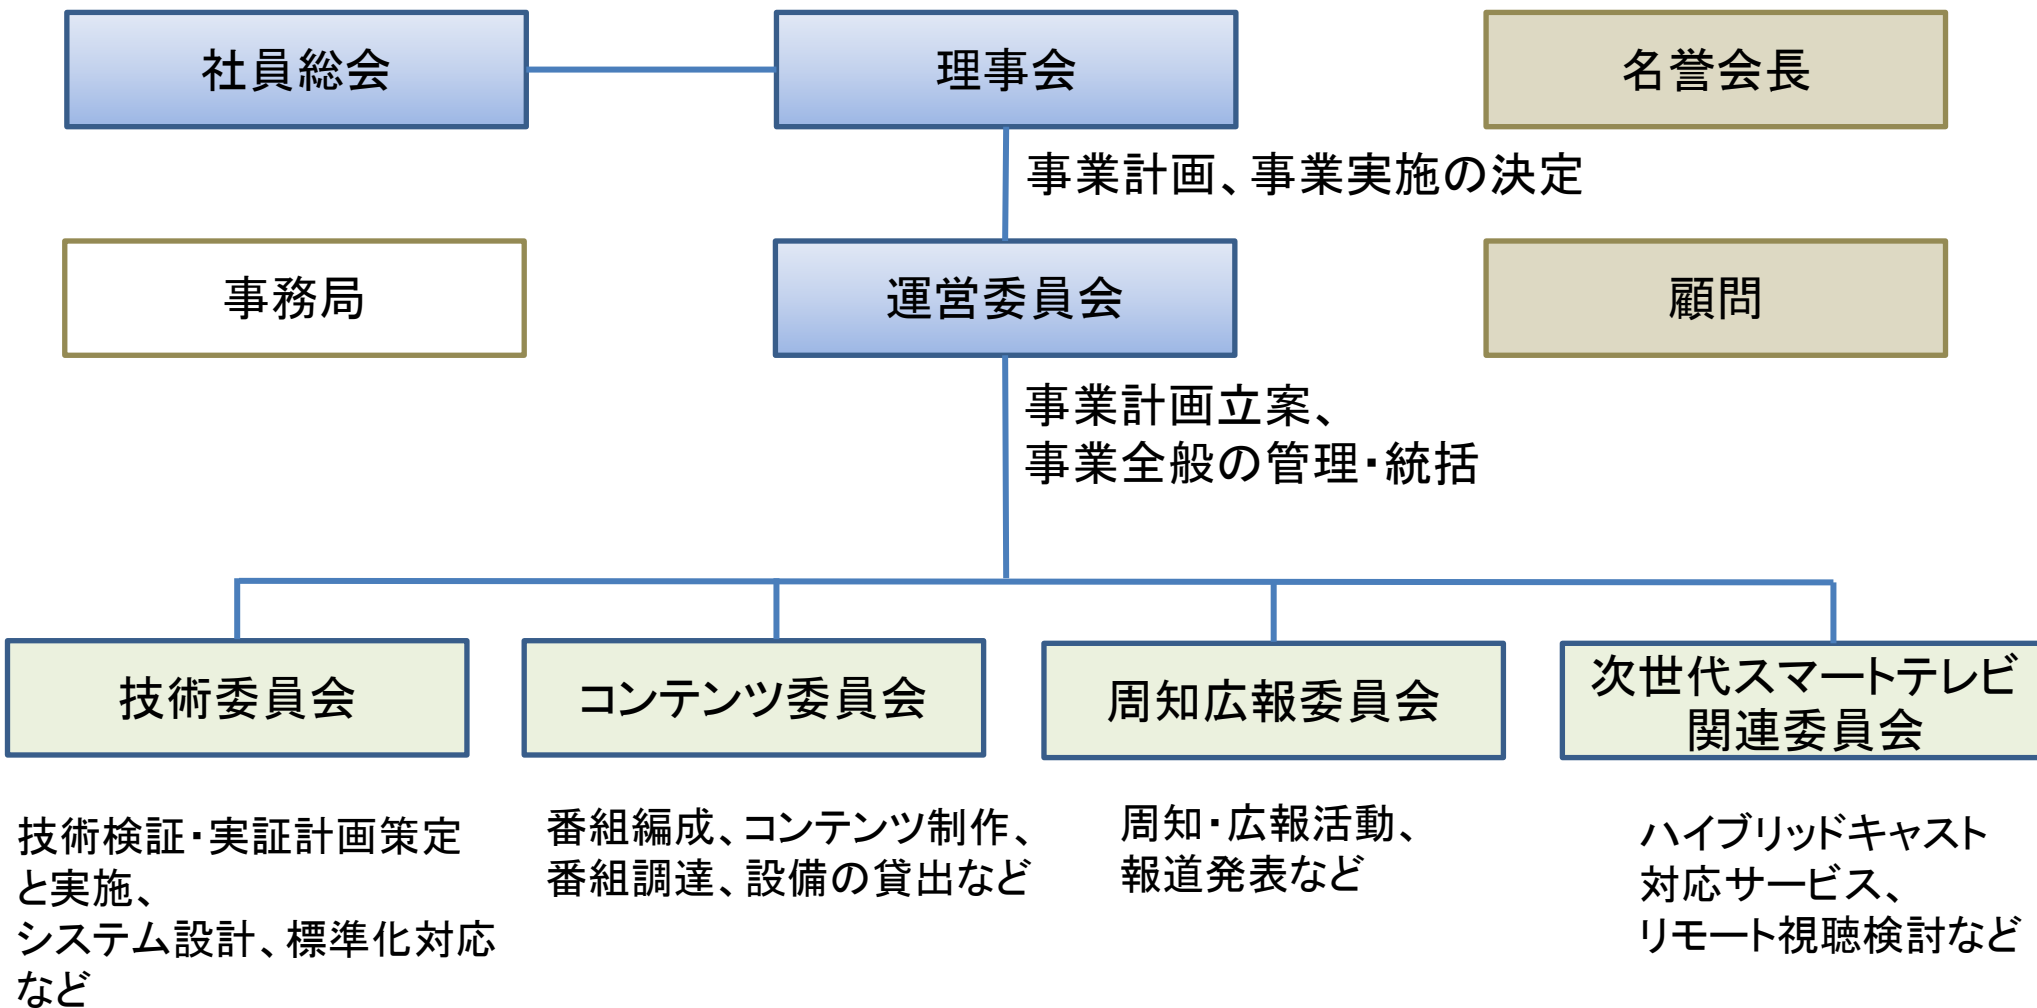 社員総会
理事会
名誉会長
事業計画、事業実施の決定
事務局
運営委員会
顧問
事業計画立案、
事業全般の管理・統括
技術委員会
コンテンツ委員会
周知広報委員会
次世代スマートテレビ
関連委員会
技術検証・実証計画策定
と実施、
システム設計、標準化対応
など
番組編成、コンテンツ制作、
番組調達、設備の貸出など
周知・広報活動、
報道発表など
ハイブリッドキャスト
対応サービス、
リモート視聴検討など